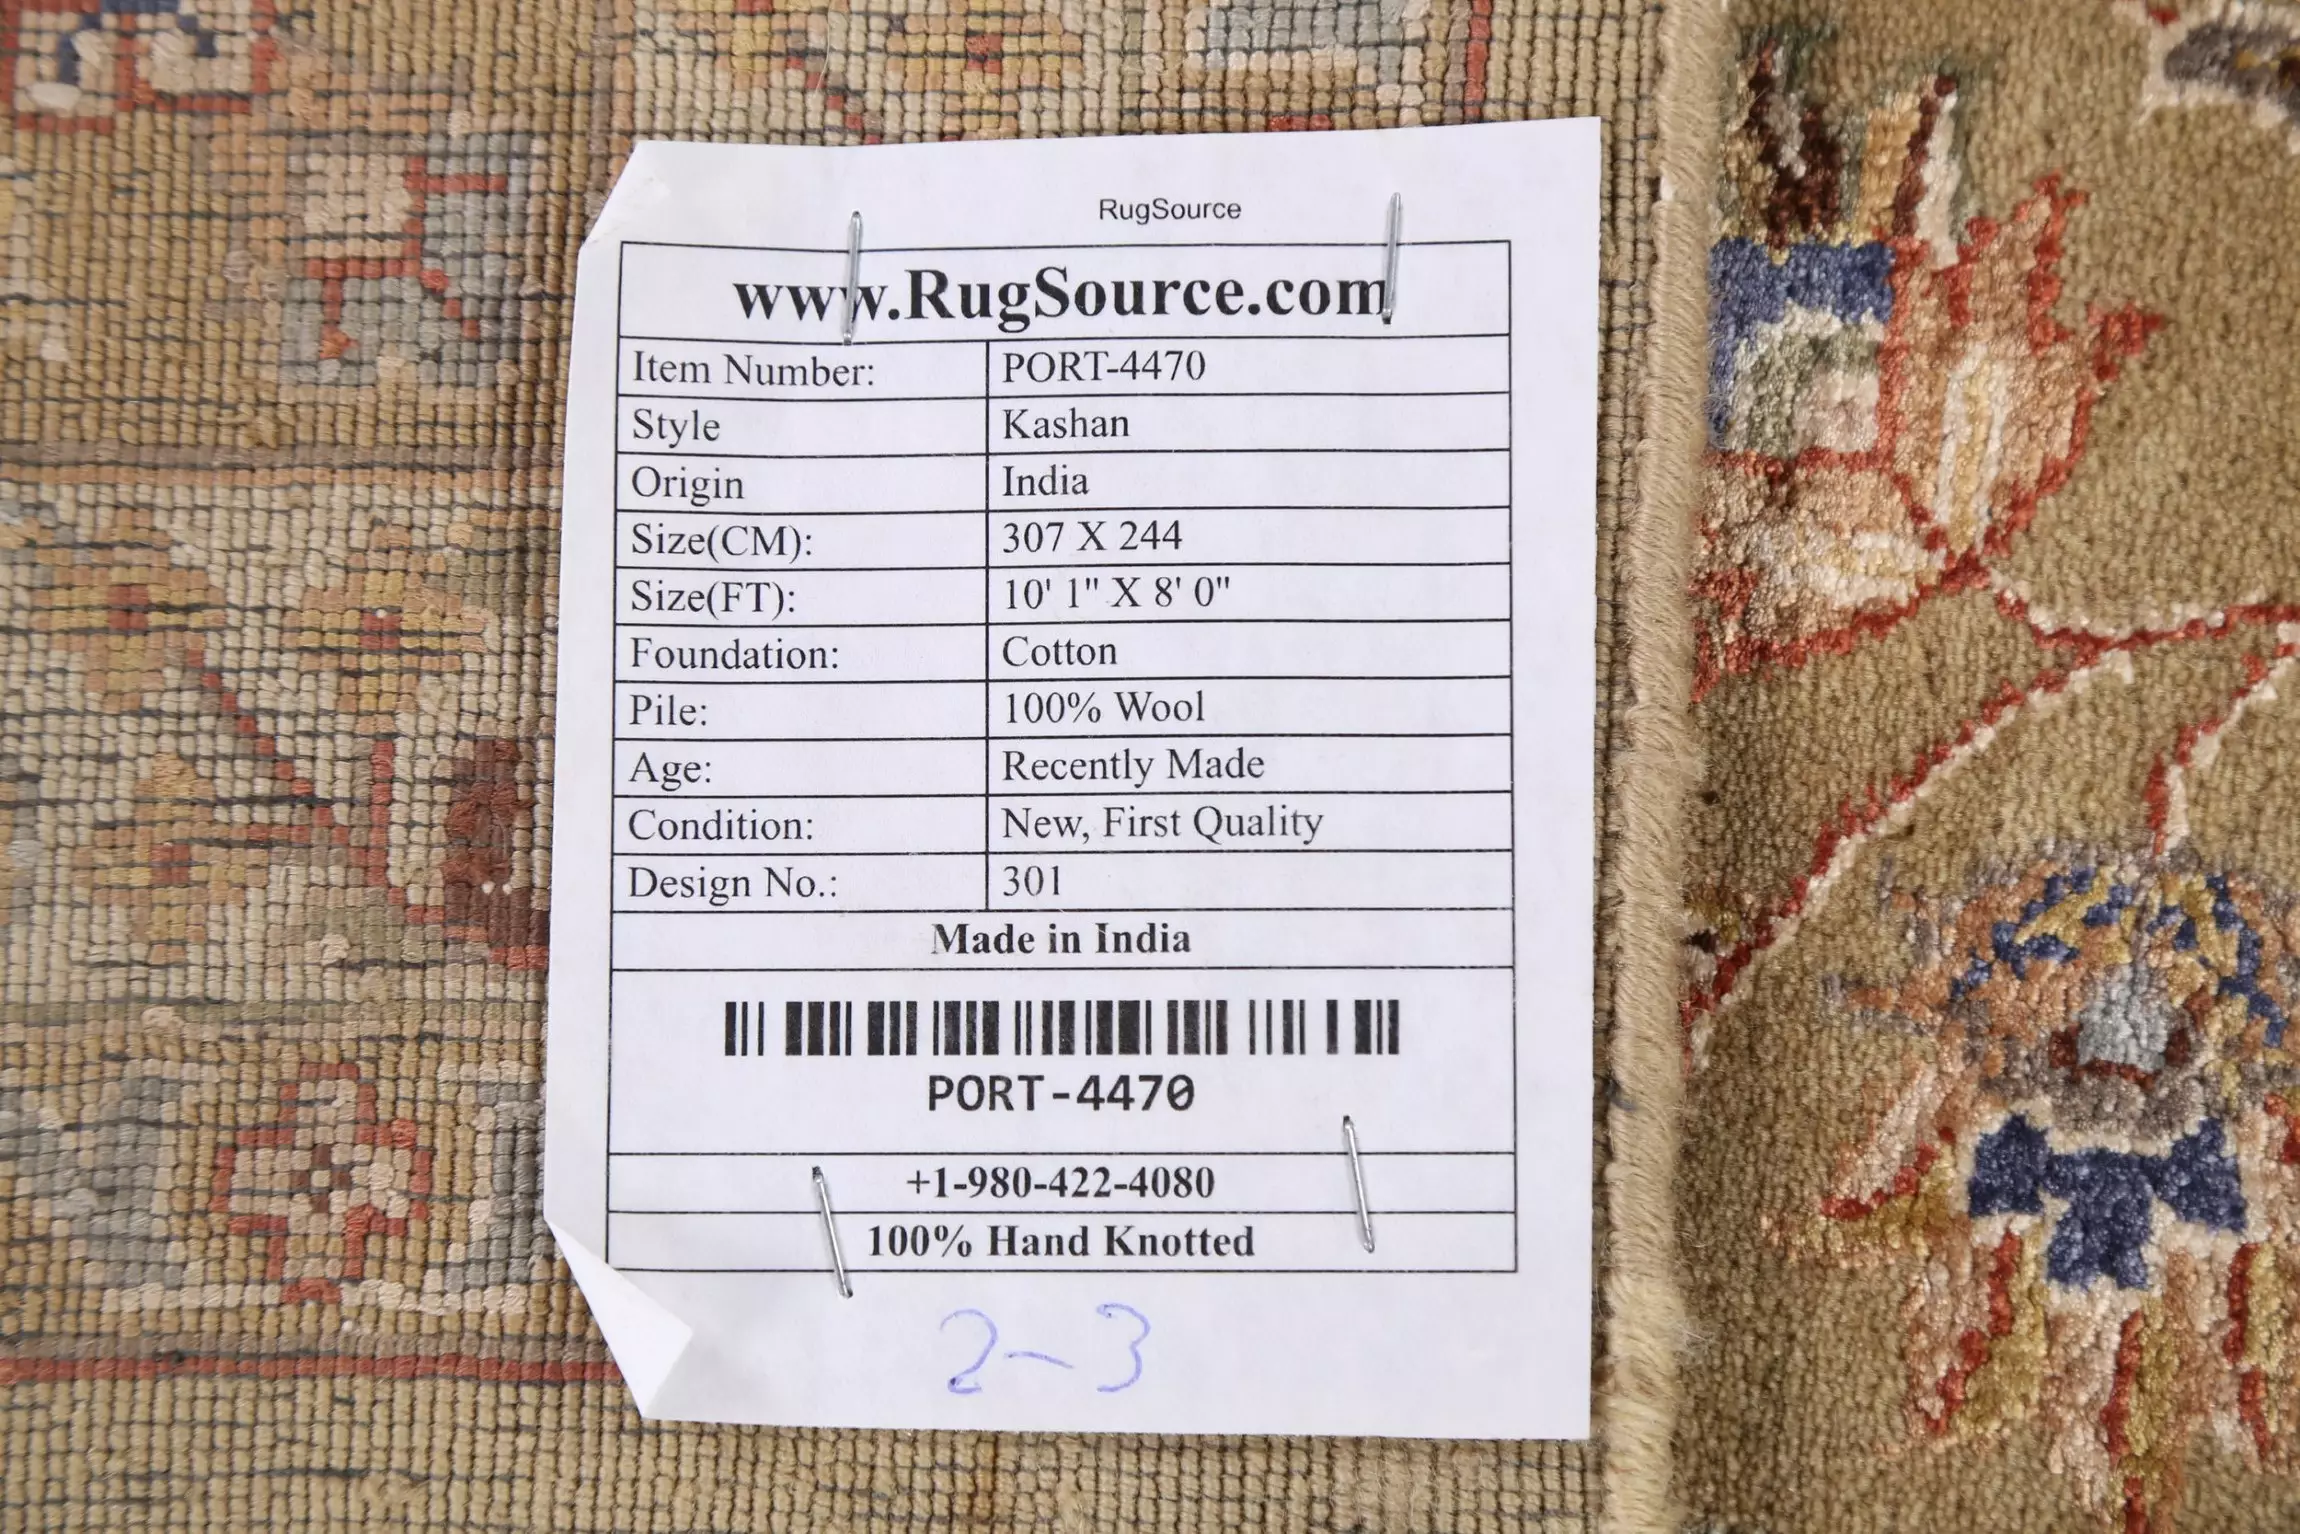 RugSource
www.RugSource.com
Item Number: PORT-4470
Style Kashan
Origin India
Size(CM): 307 X 244
Size(FT): 10' 1" X 8' 0"
Foundation: Cotton
Pile: 100% Wool
Age: Recently Made
Condition: New, First Quality
Design No.: 301
Made in India
PORT-4470
+1-980-422-4080
100% Hand Knotted
2-3